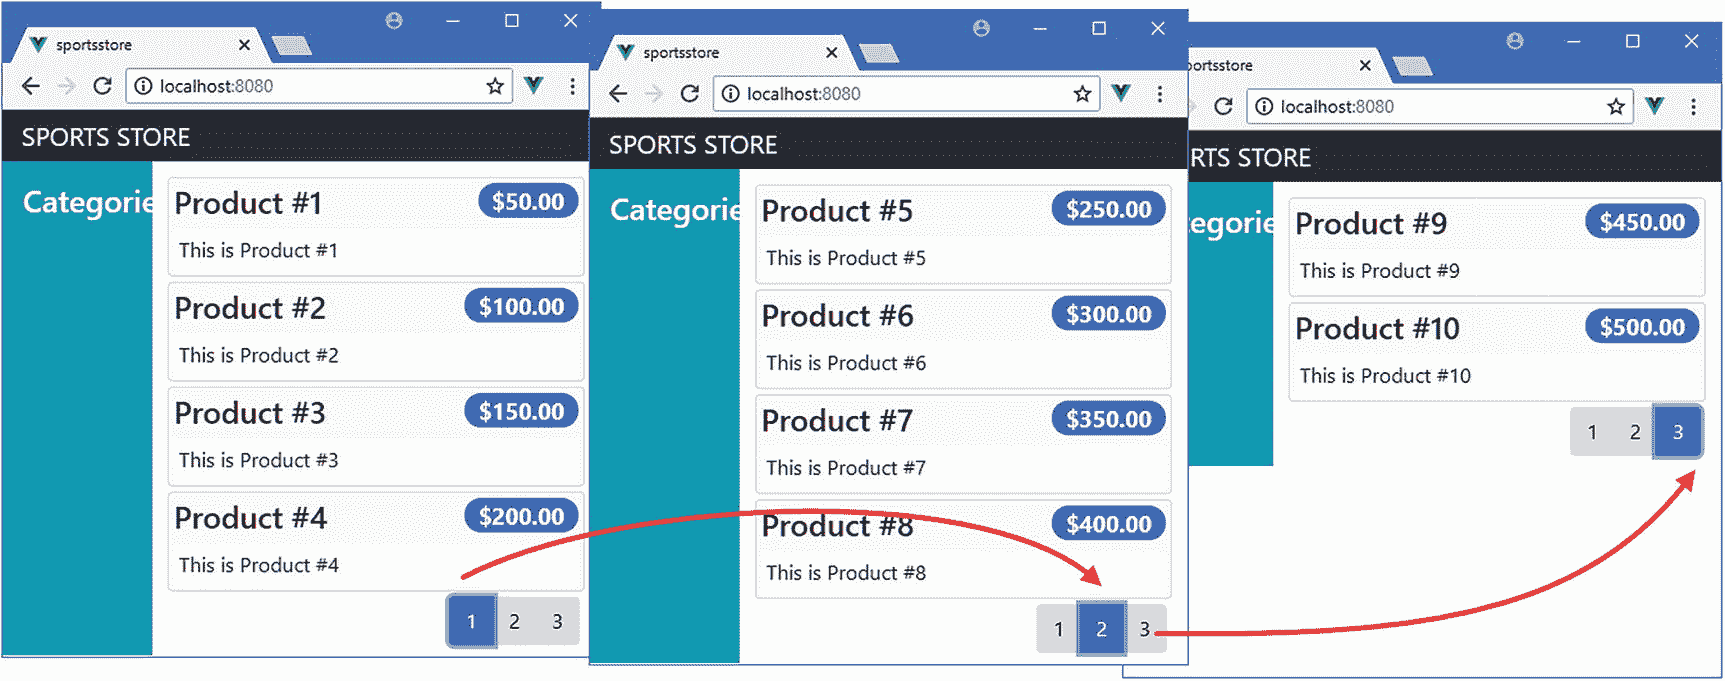 sportsstore
localhost:8080
SPORTS STORE
Categorie
Product #1
$50.00
This is Product #1
Product #2
$100.00
This is Product #2
Product #3
$150.00
This is Product #3
Product #4
$200.00
This is Product #4
1 2 3
sportsstore
localhost:8080
SPORTS STORE
Categorie
Product #5
$250.00
This is Product #5
Product #6
$300.00
This is Product #6
Product #7
$350.00
This is Product #7
Product #8
$400.00
This is Product #8
1 2 3
ortsstore
localhost:8080
RTS STORE
egorie
Product #9
$450.00
This is Product #9
Product #10
$500.00
This is Product #10
1 2 3